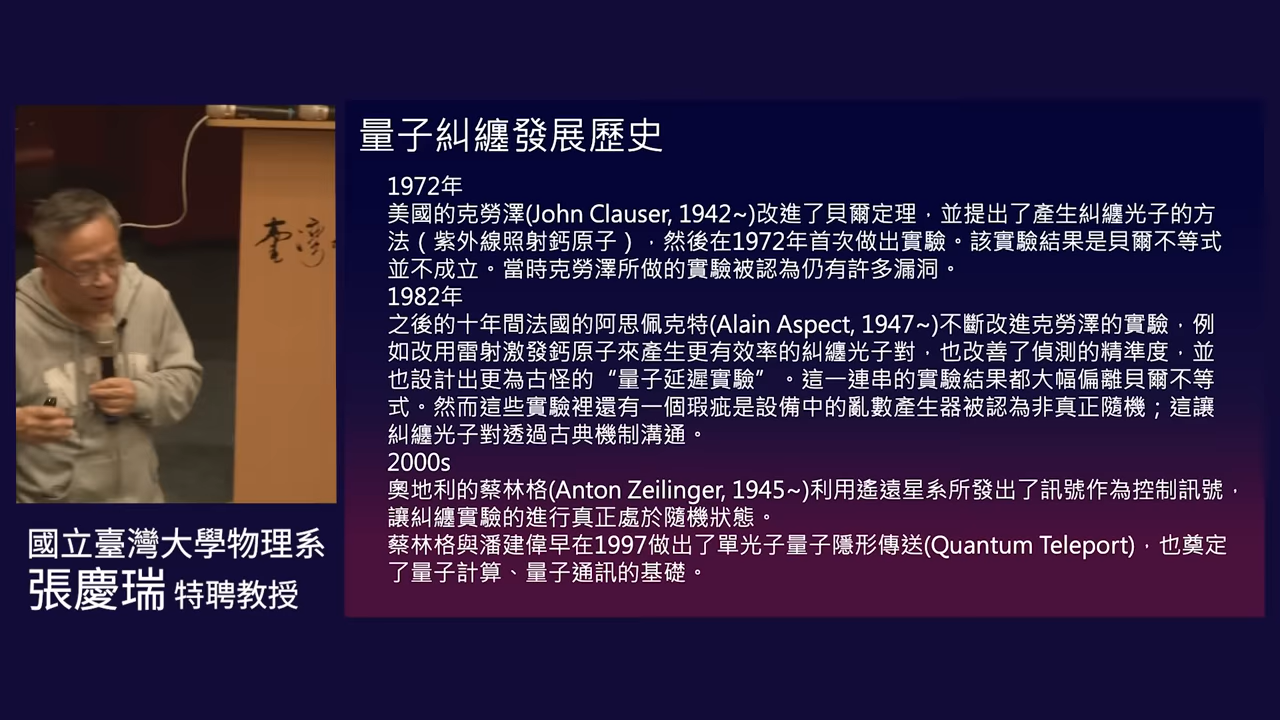 量子糾纏發展歷史
1972年
美國的克勞澤(John Clauser, 1942~)改進了貝爾定理，並提出了產生糾纏光子的方
法（紫外線照射鈣原子），然後在1972年首次做出實驗。該實驗結果是貝爾不等式
並不成立。當時克勞澤所做的實驗被認為仍有許多漏洞。
1982年
之後的十年間法國的阿思佩克特(Alain Aspect, 1947~)不斷改進克勞澤的實驗，例
如改用雷射激發鈣原子來產生更有效率的糾纏光子對，也改善了偵測的精準度，並
也設計出更為古怪的“量子延遲實驗”。這一連串的實驗結果都大幅偏離貝爾不等
式。然而這些實驗裡還有一個瑕疵是設備中的亂數產生器被認為非真正隨機；這讓
糾纏光子對透過古典機制溝通。
2000s
奧地利的蔡林格(Anton Zeilinger, 1945~)利用遙遠星系所發出了訊號作為控制訊號，
讓糾纏實驗的進行真正處於隨機狀態。
蔡林格與潘建偉早在1997做出了單光子量子隱形傳送(Quantum Teleport)，也奠定
了量子計算、量子通訊的基礎。
臺灣
國立臺灣大學物理系
張慶瑞 特聘教授